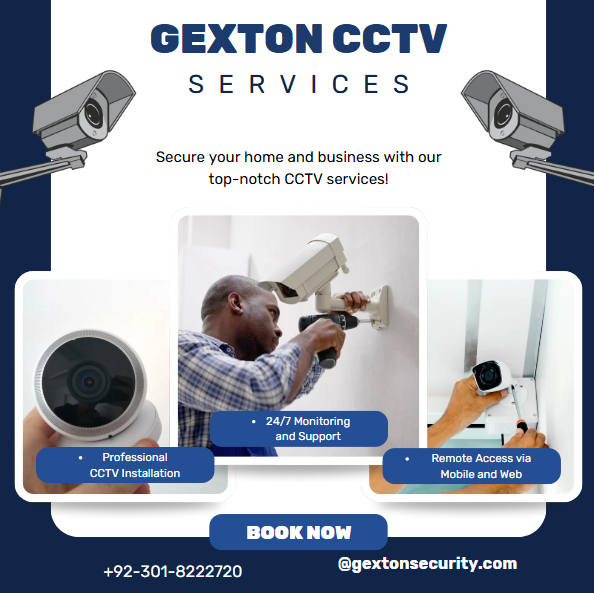 GEXTON CCTV
SERVICES
Secure your home and business with our
top-notch CCTV services!
• 24/7 Monitoring
and Support
• Professional
CCTV Installation
• Remote Access via
Mobile and Web
BOOK NOW
+92-301-8222720
@gextonsecurity.com